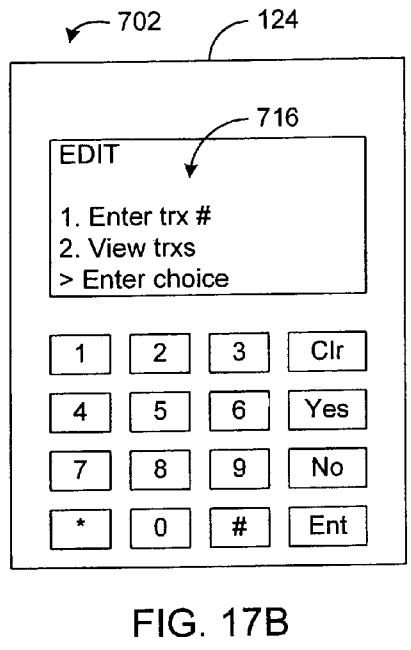 702 124
716
EDIT
1. Enter trx #
2. View trxs
> Enter choice
1 2 3 Clr
4 5 6 Yes
7 8 9 No
* 0 # Ent
FIG. 17B